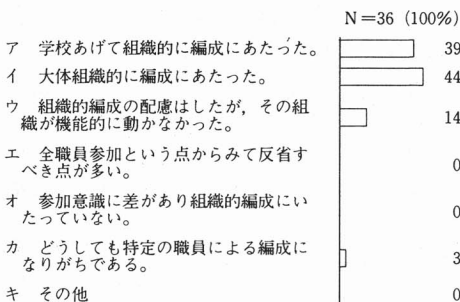 N=36 (100%)
ア 学校あげて組織的に編成にあたった。 39
イ 大体組織的に編成にあたった。 44
ウ 組織的編成の配慮はしたが，その組
織が機能的に動かなかった。 14
エ 全職員参加という点からみて反省す
べき点が多い。 0
オ 参加意識に差があり組織的編成にい
たっていない。 0
カ どうしても特定の職員による編成に
なりがちである。 3
キ その他 0